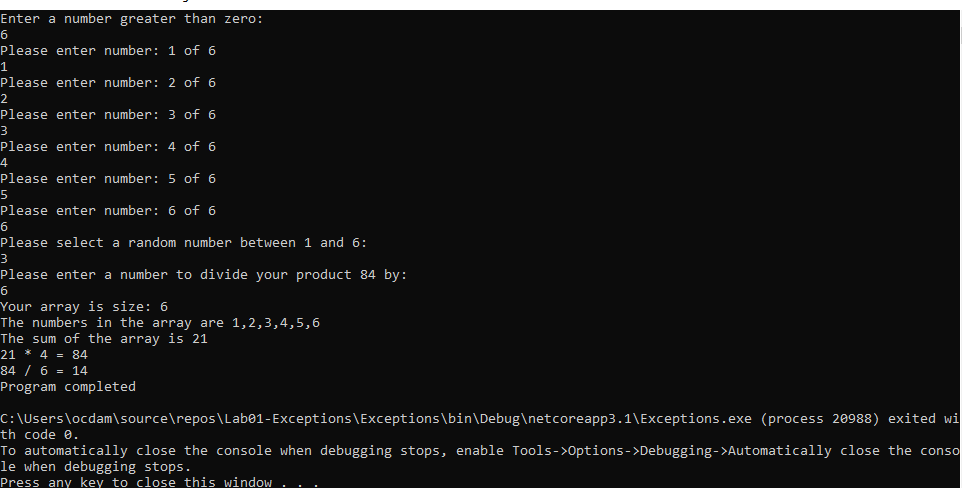 Enter a number greater than zero:
6
Please enter number: 1 of 6
1
Please enter number: 2 of 6
2
Please enter number: 3 of 6
3
Please enter number: 4 of 6
4
Please enter number: 5 of 6
5
Please enter number: 6 of 6
6
Please select a random number between 1 and 6:
3
Please enter a number to divide your product 84 by:
6
Your array is size: 6
The numbers in the array are 1,2,3,4,5,6
The sum of the array is 21
21 * 4 = 84
84 / 6 = 14
Program completed
C:\Users\ocdam\source\repos\Lab01-Exceptions\Exceptions\bin\Debug\netcoreapp3.1\Exceptions.exe (process 20988) exited wi
th code 0.
To automatically close the console when debugging stops, enable Tools->Options->Debugging->Automatically close the conso
le when debugging stops.
Press any key to close this window . . .